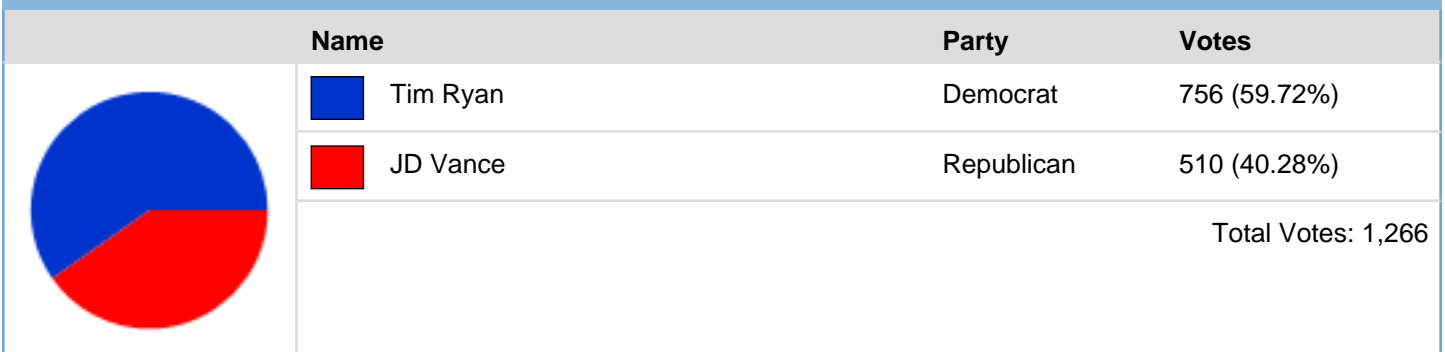 Name Party Votes
Tim Ryan Democrat 756 (59.72%)
JD Vance Republican 510 (40.28%)
Total Votes: 1,266